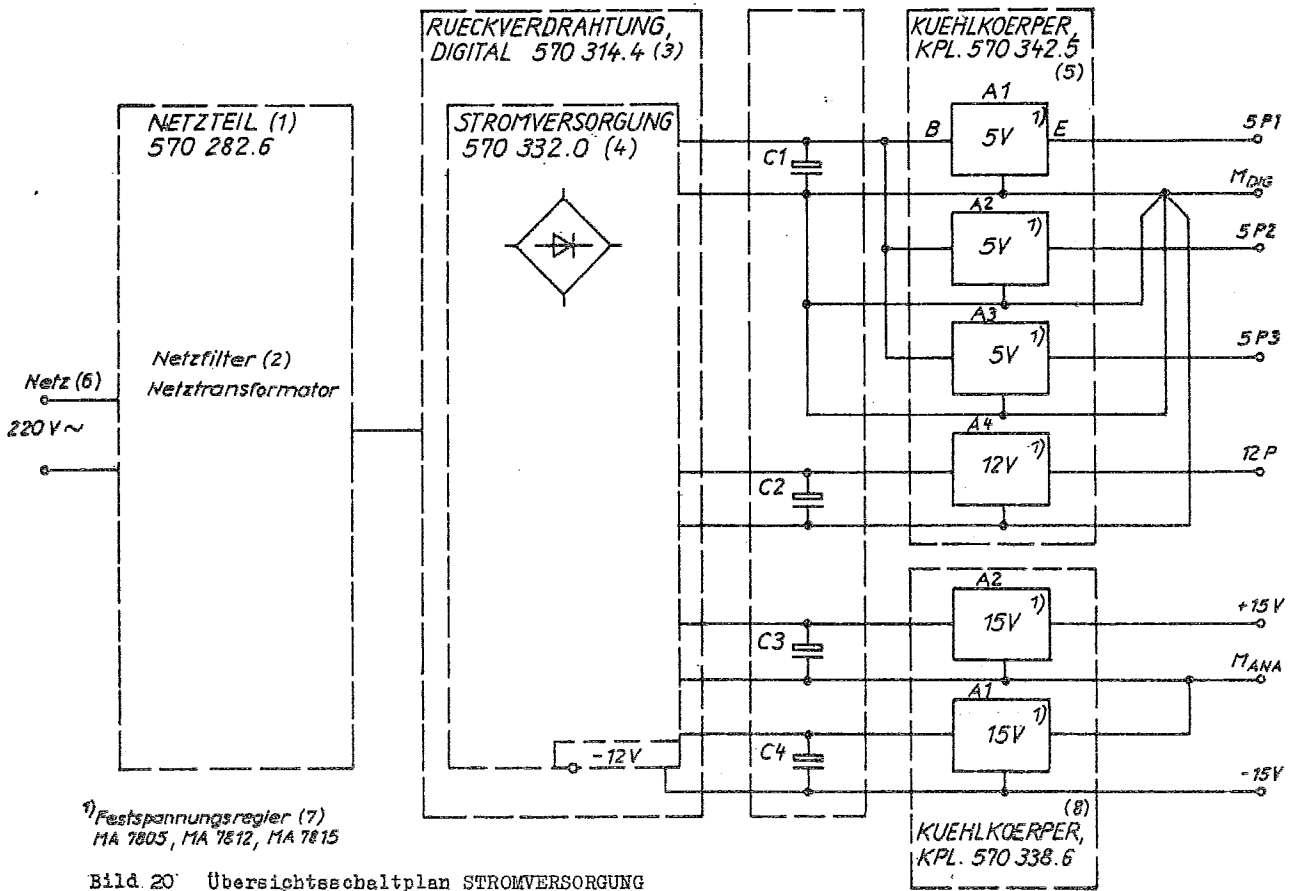 RUECKVERDRAHTUNG,
DIGITAL 570 314.4 (3)
KUEHLKOERPER,
KPL. 570 342.5
(5)
NETZTEIL (1)
570 282.6
STROMVERSORGUNG
570 332.0 (4)
Netzfilter (2)
Netztransformator
Netz (6)
220 V ~
C1
B
A1
1)
5V
E
5P1
M DIG
A2
1)
5V
5P2
A3
1)
5V
5P3
A4
1)
12V
12P
C2
A2
1)
15V
+15V
C3
M ANA
A1
1)
15V
C4
-12V
-15V
(8)
KUEHLKOERPER,
KPL. 570 338.6
1) Festspannungsregler (7)
MA 7805, MA 7812, MA 7815
Bild 20 Übersichtsschaltplan STROMVERSORGUNG